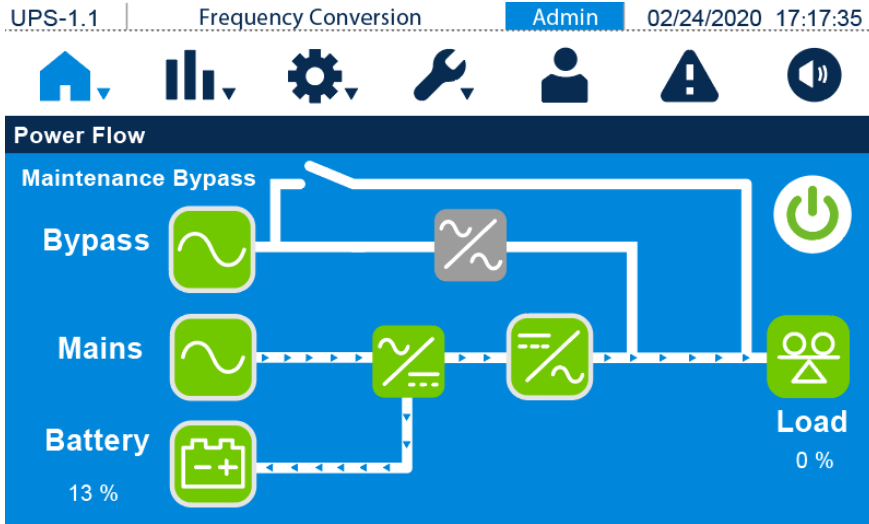 UPS-1.1 Frequency Conversion Admin 02/24/2020 17:17:35
Power Flow
Maintenance Bypass
Bypass
Mains
Battery
13 %
Load
0 %